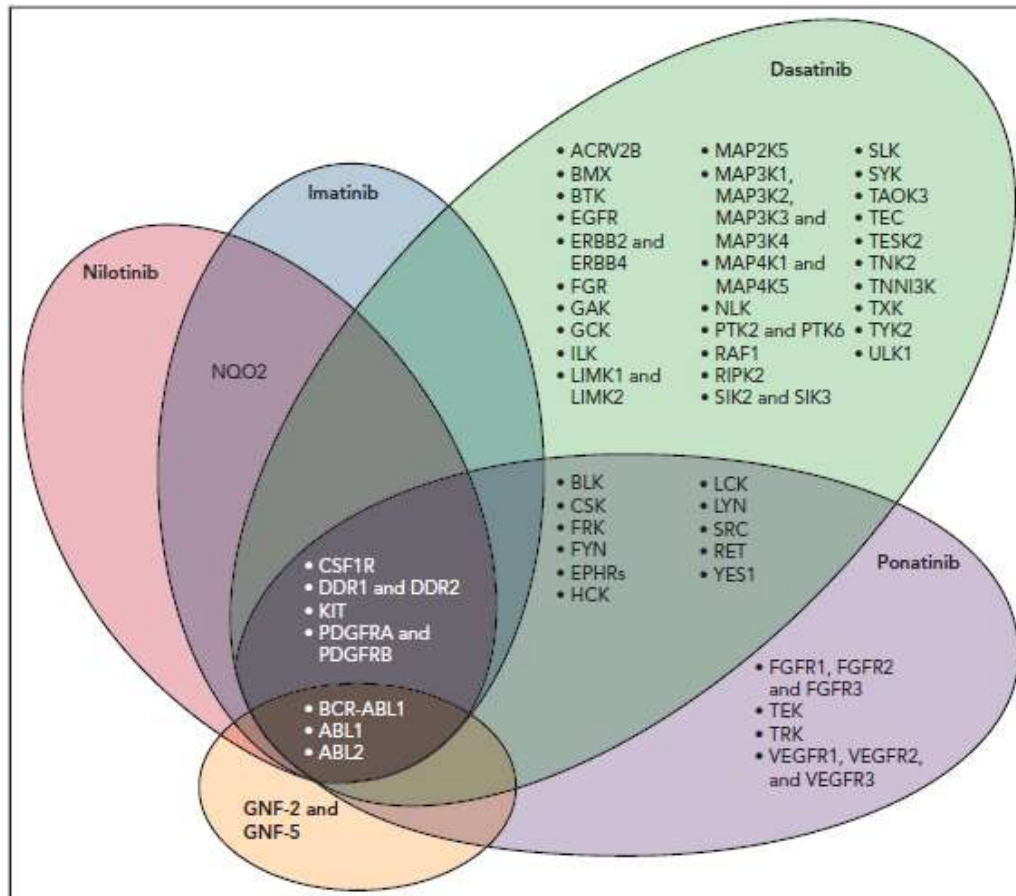 Dasatinib
• ACRV2B
• BMX
• BTK
• EGFR
• ERBB2 and
ERBB4
• FGR
• GAK
• GCK
• ILK
• LIMK1 and
LIMK2
• MAP2K5
• MAP3K1,
MAP3K2,
MAP3K3 and
MAP3K4
• MAP4K1 and
MAP4K5
• NLK
• PTK2 and PTK6
• RAF1
• RIPK2
• SIK2 and SIK3
• SLK
• SYK
• TAOK3
• TEC
• TESK2
• TNK2
• TNNI3K
• TXK
• TYK2
• ULK1
Imatinib
Nilotinib
NQO2
• BLK
• CSK
• FRK
• FYN
• EPHRs
• HCK
• LCK
• LYN
• SRC
• RET
• YES1
Ponatinib
• CSF1R
• DDR1 and DDR2
• KIT
• PDGFRA and
PDGFRB
• FGFR1, FGFR2
and FGFR3
• TEK
• TRK
• VEGFR1, VEGFR2,
and VEGFR3
• BCR-ABL1
• ABL1
• ABL2
GNF-2 and
GNF-5